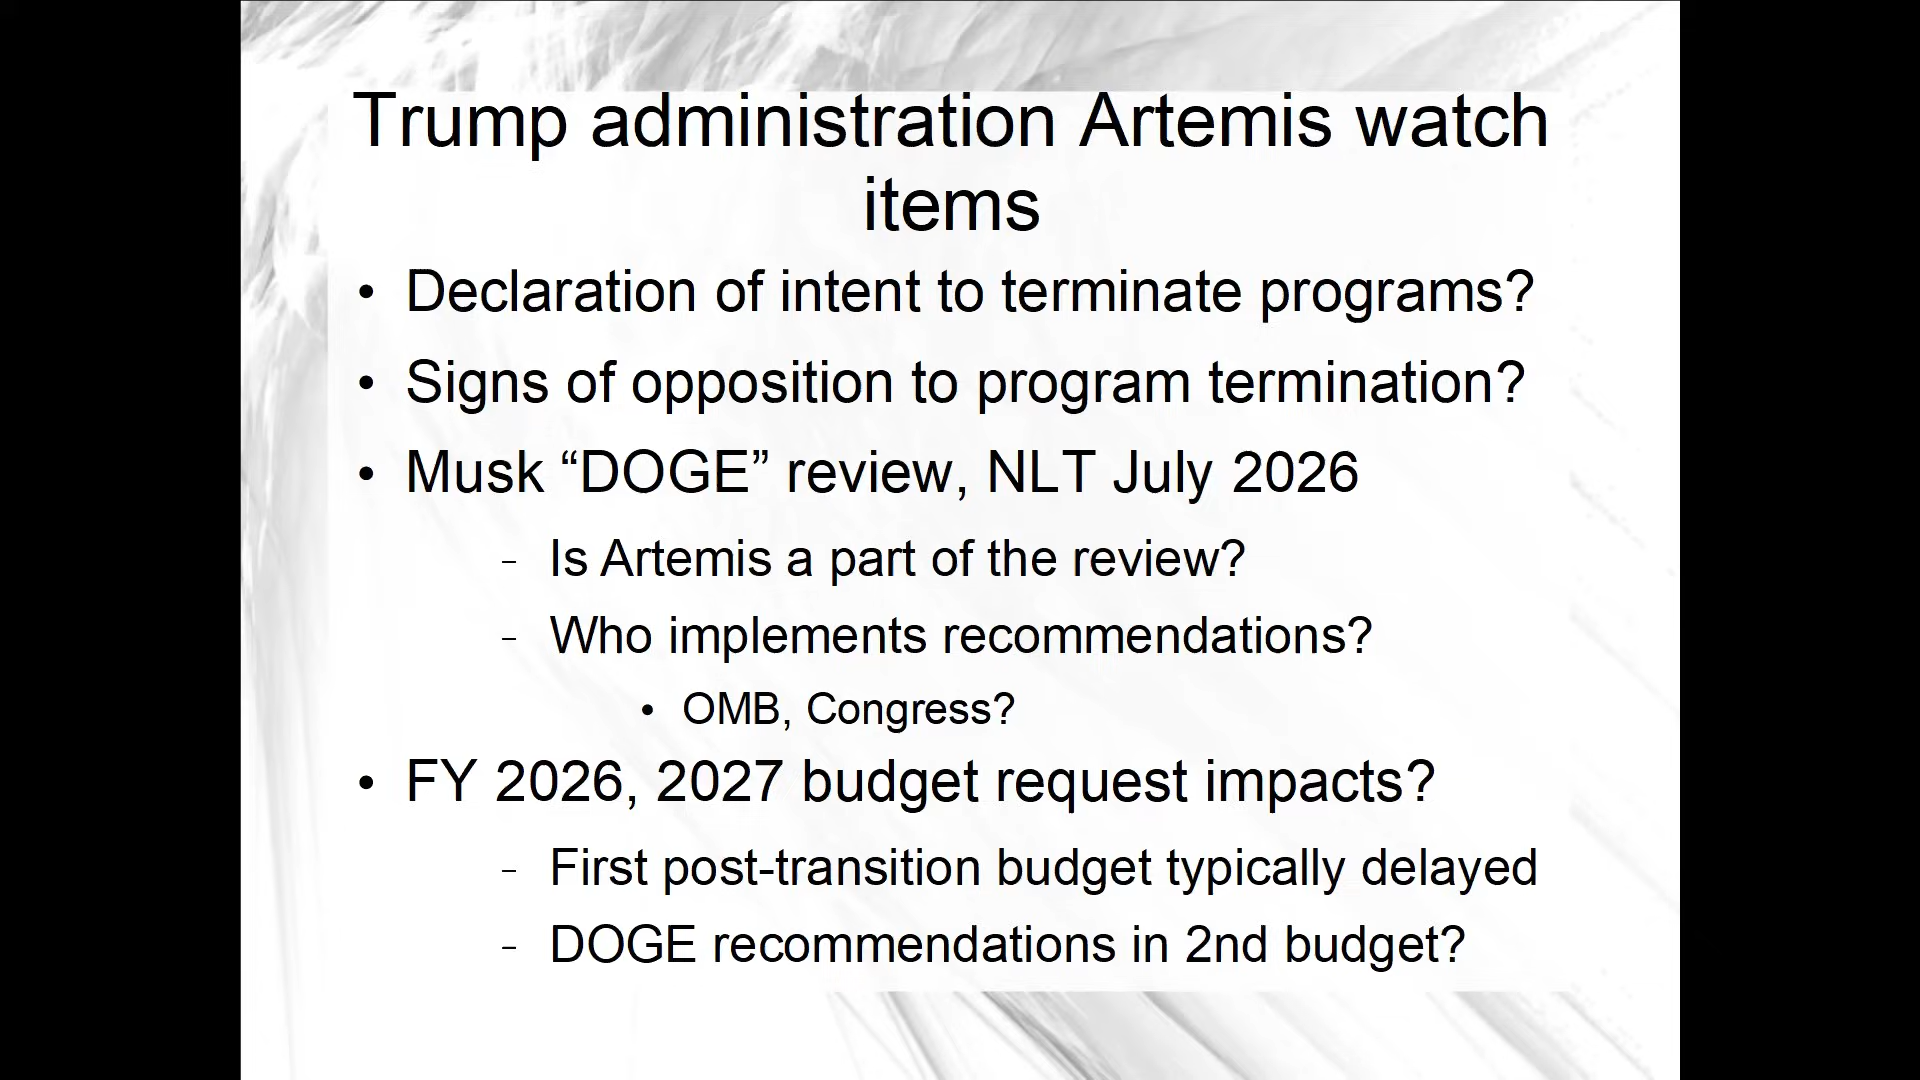 Trump administration Artemis watch
items
• Declaration of intent to terminate programs?
• Signs of opposition to program termination?
• Musk “DOGE” review, NLT July 2026
– Is Artemis a part of the review?
– Who implements recommendations?
• OMB, Congress?
• FY 2026, 2027 budget request impacts?
– First post-transition budget typically delayed
– DOGE recommendations in 2nd budget?